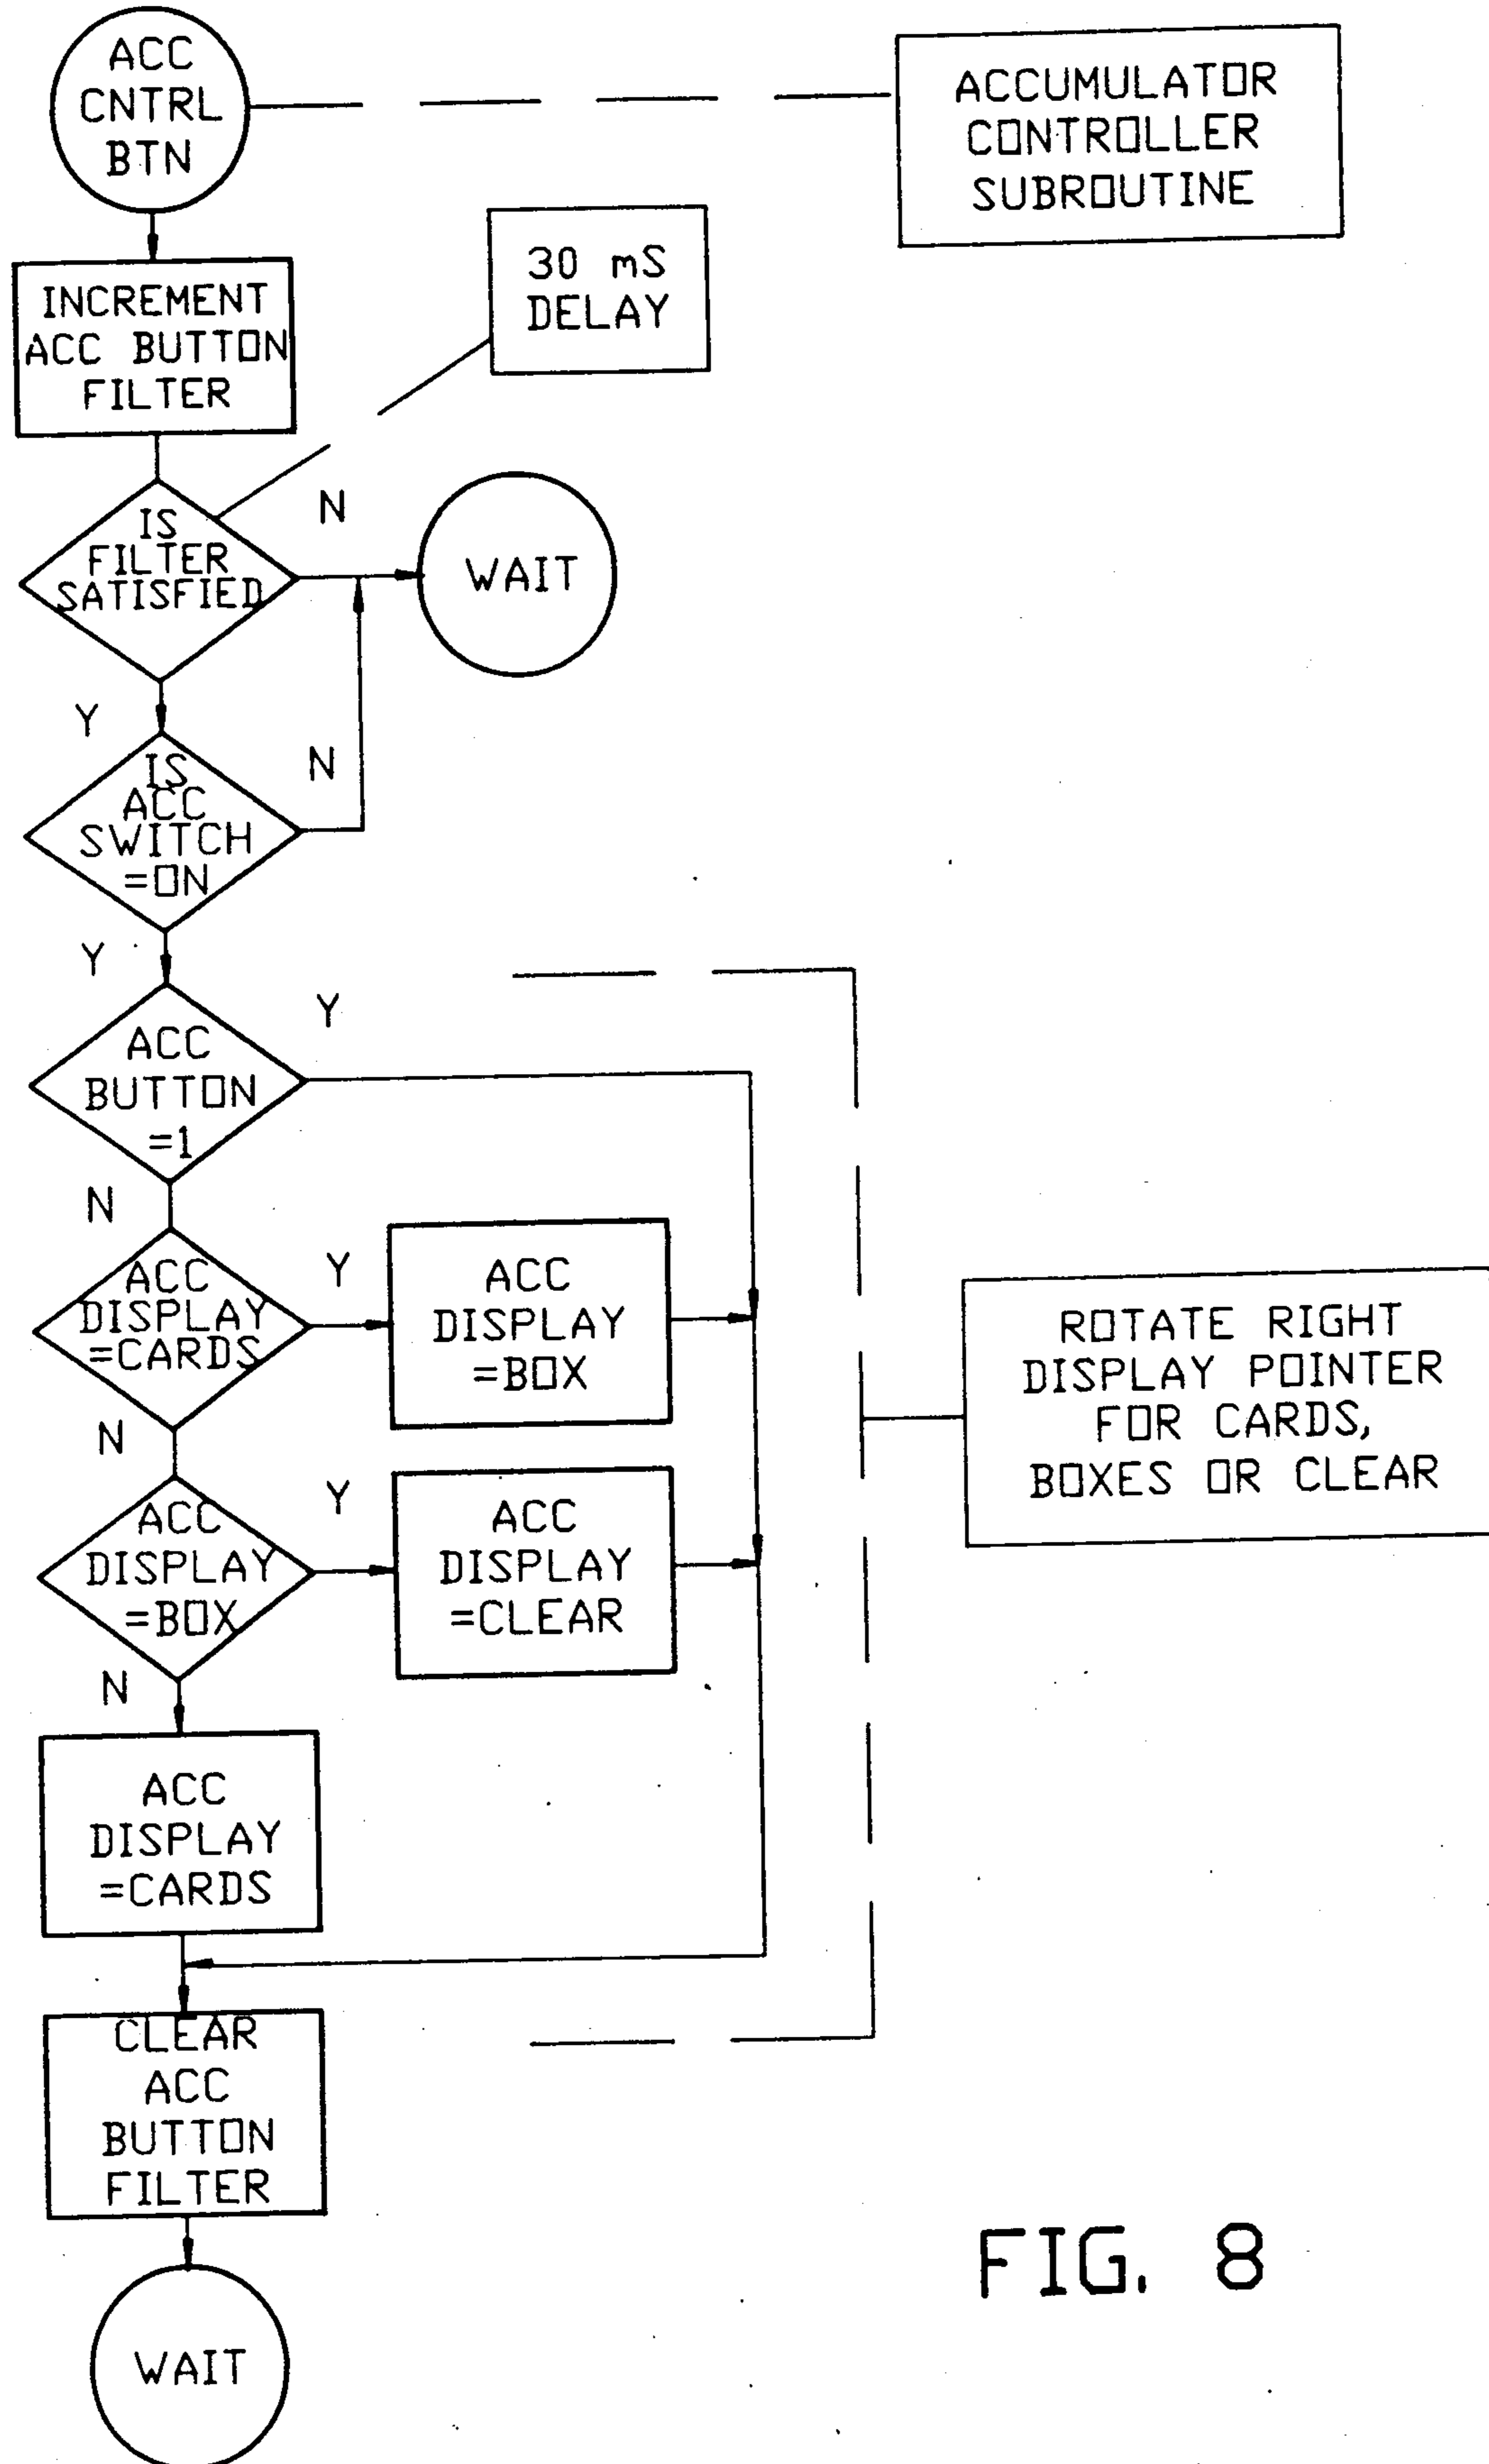 ACC
CNTRL
BTN
ACCUMULATOR
CONTROLLER
SUBROUTINE
INCREMENT
ACC BUTTON
FILTER
30 mS
DELAY
IS
FILTER
SATISFIED
N
WAIT
Y
IS
ACC
SWITCH
=ON
N
Y
ACC
BUTTON
=1
Y
N
ACC
DISPLAY
=CARDS
Y
ACC
DISPLAY
=BOX
ROTATE RIGHT
DISPLAY POINTER
FOR CARDS,
BOXES OR CLEAR
N
ACC
DISPLAY
=BOX
Y
ACC
DISPLAY
=CLEAR
N
ACC
DISPLAY
=CARDS
CLEAR
ACC
BUTTON
FILTER
WAIT
FIG. 8